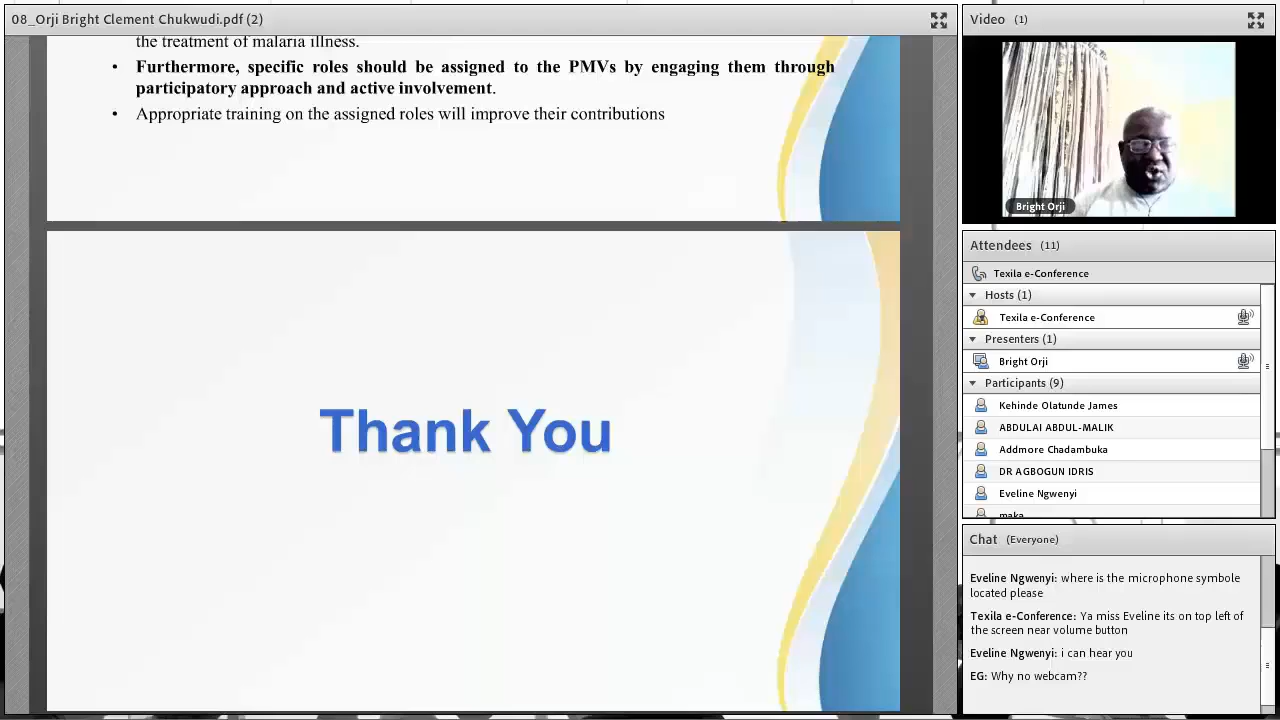 08_Orji Bright Clement Chukwudi.pdf (2)
the treatment of malaria illness.
• Furthermore, specific roles should be assigned to the PMVs by engaging them through
participatory approach and active involvement.
• Appropriate training on the assigned roles will improve their contributions
Thank You
Video (1)
Bright Orji
Attendees (11)
Texila e-Conference
Hosts (1)
Texila e-Conference
Presenters (1)
Bright Orji
Participants (9)
Kehinde Olatunde James
ABDULAI ABDUL-MALIK
Addmore Chadambuka
DR AGBOGUN IDRIS
Eveline Ngwenyi
maka
Chat (Everyone)
Eveline Ngwenyi: where is the microphone symbole
located please
Texila e-Conference: Ya miss Eveline its on top left of
the screen near volume button
Eveline Ngwenyi: i can hear you
EG: Why no webcam??